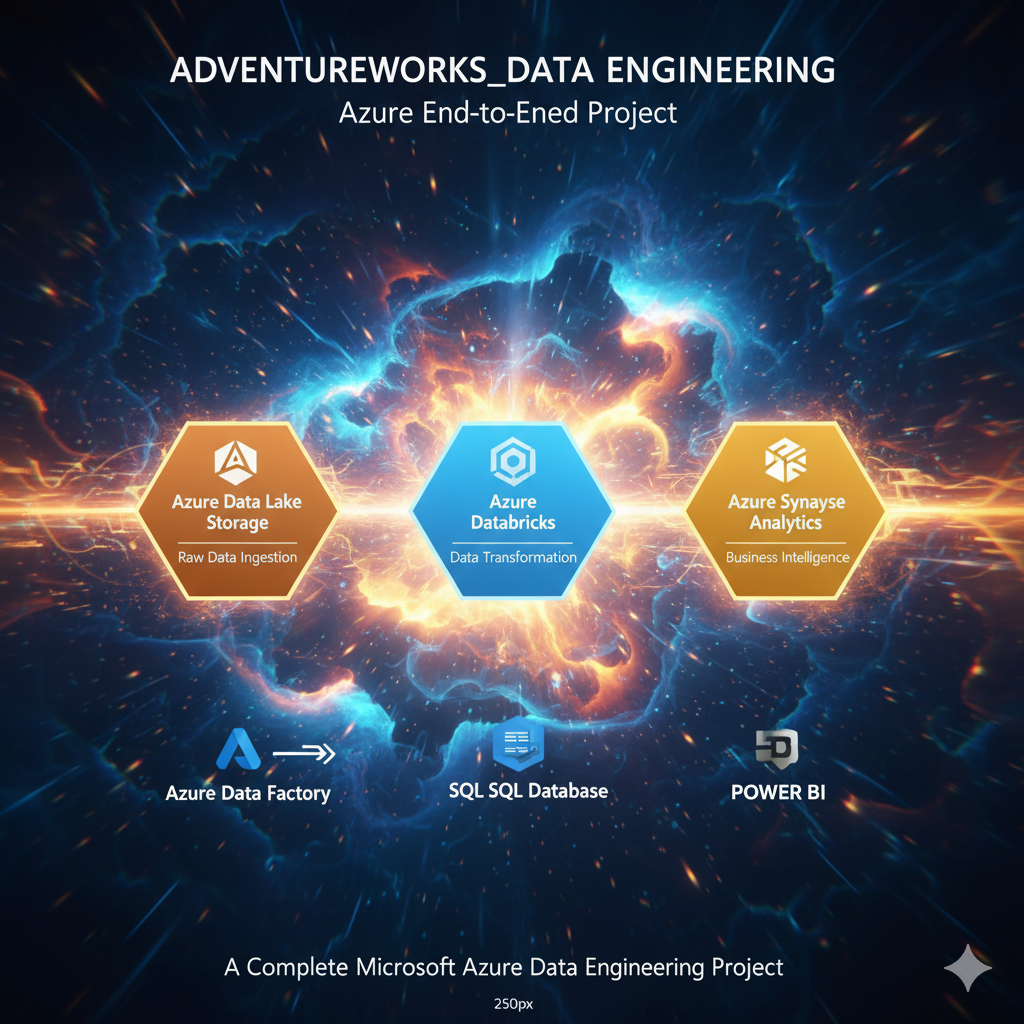 ADVENTUREWORKS_DATA ENGINEERING
Azure End-to-Ened Project
Azure Data Lake
Storage
Raw Data Ingestion
Azure
Databricks
Data Transformation
Azure Synayse
Analytics
Business Intelligence
Azure Data Factory
SQL SQL Database
POWER BI
A Complete Microsoft Azure Data Engineering Project
250px